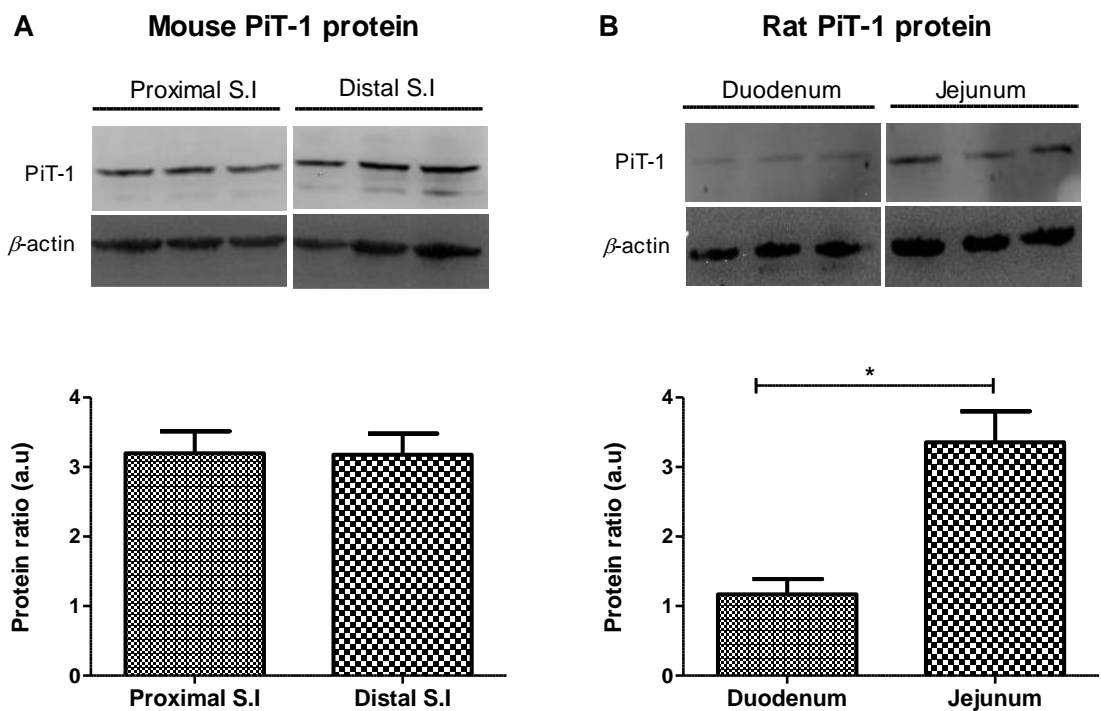 A Mouse PiT-1 protein
Proximal S.I Distal S.I
PiT-1
β-actin
Protein ratio (a.u)
4
3
2
1
0
Proximal S.I Distal S.I
B Rat PiT-1 protein
Duodenum Jejunum
PiT-1
β-actin
*
Protein ratio (a.u)
4
3
2
1
0
Duodenum Jejunum